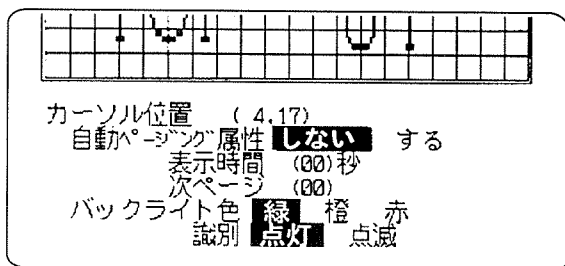 カーソル位置 ( 4,17)
自動ページング属性 しない する
表示時間 (00)秒
次ページ (00)
バックライト色 緑 橙 赤
識別 点灯 点滅